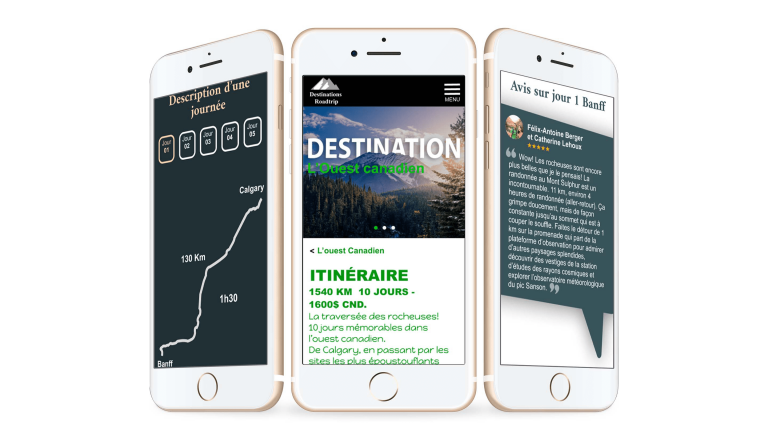 Description d'une
journée
Jour
01
Jour
02
Jour
03
Jour
04
Jour
05
Calgary
130 Km
1h30
Banff
Destinations
Roadtrip
MENU
DESTINATION
L'Ouest canadien
< L'ouest Canadien
ITINÉRAIRE
1540 KM 10 JOURS -
1600$ CND.
La traversée des rocheuses!
10 jours mémorables dans
l'ouest canadien.
De Calgary, en passant par les
sites les plus époustouflants
Avis sur jour 1 Banff
Félix-Antoine Berger
et Catherine Lehoux
Wow! Les rocheuses sont encore
plus belles que je le pensais! La
randonnée au Mont Sulphur est un
incontournable. 11 km, environ 4
heures de randonnée (aller-retour). Ça
grimpe doucement, mais de façon
constante jusqu'au sommet qui est à
couper le souffle. Faites le détour de 1
km sur la promenade qui part de la
plateforme d'observation pour admirer
d'autres paysages splendides,
découvrir des vestiges de la station
d'études des rayons cosmiques et
explorer l'observatoire météorologique
du pic Sanson.